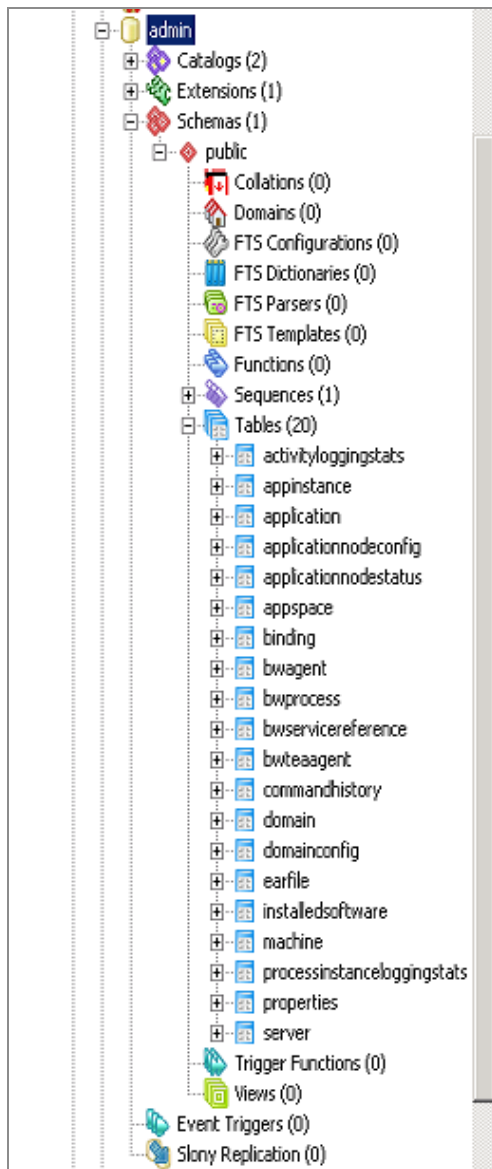 admin
Catalogs (2)
Extensions (1)
Schemas (1)
public
Collations (0)
Domains (0)
FTS Configurations (0)
FTS Dictionaries (0)
FTS Parsers (0)
FTS Templates (0)
Functions (0)
Sequences (1)
Tables (20)
activityloggingstats
appinstance
application
applicationnodeconfig
applicationnodestatus
appspace
binding
bwagent
bwprocess
bwservicereference
bwteaagent
commandhistory
domain
domainconfig
earfile
installedsoftware
machine
processinstanceloggingstats
properties
server
Trigger Functions (0)
Views (0)
Event Triggers (0)
Slony Replication (0)